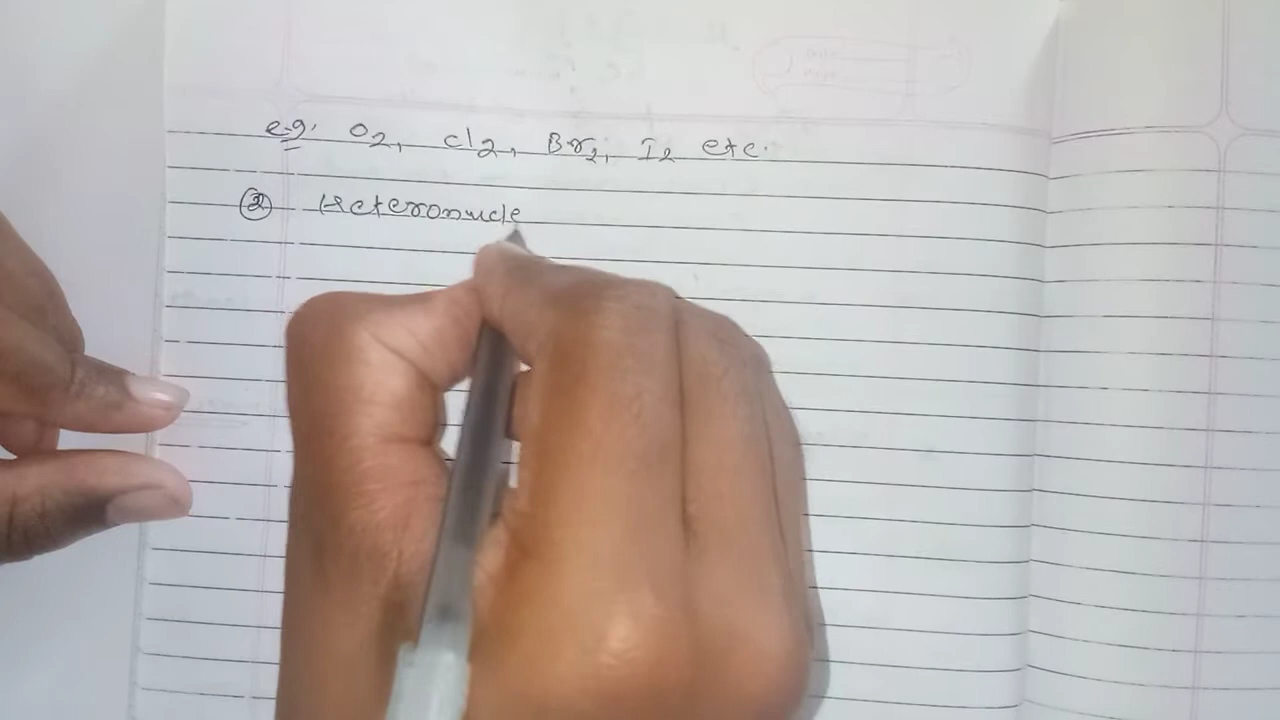 e.g. O2, Cl2, Br2, I2 etc.
② Heteronucle